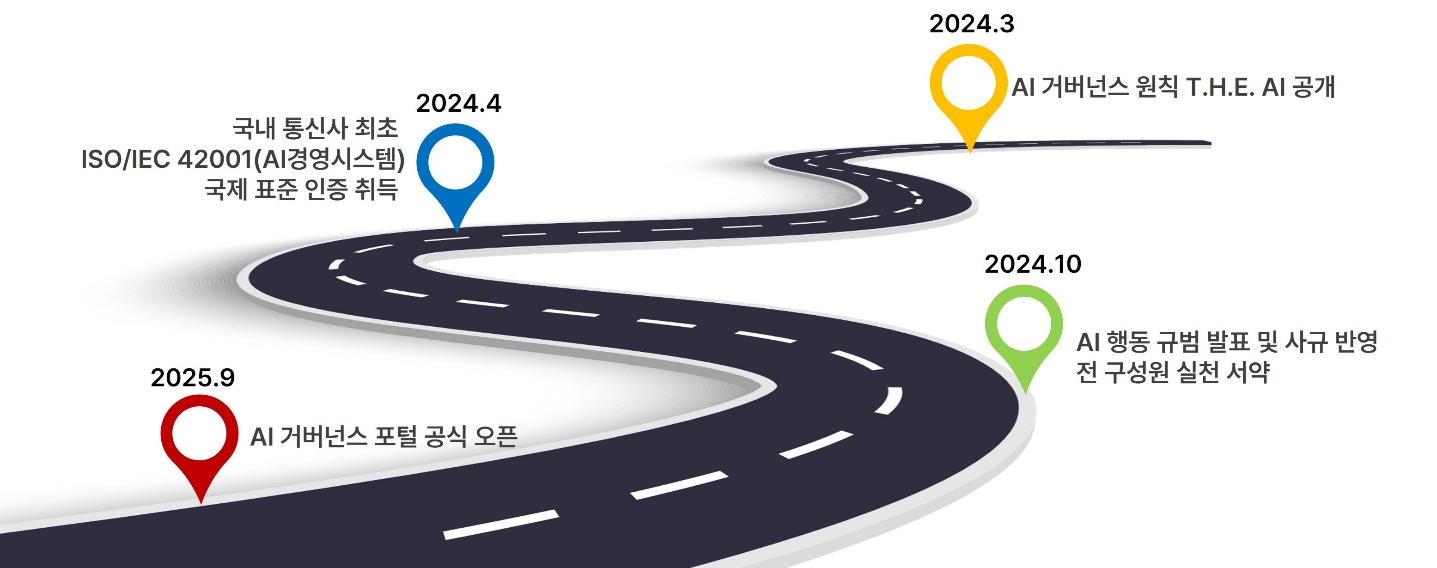 2024.3
AI 거버넌스 원칙 T.H.E. AI 공개
2024.4
국내 통신사 최초
ISO/IEC 42001(AI경영시스템)
국제 표준 인증 취득
2024.10
AI 행동 규범 발표 및 사규 반영
전 구성원 실천 서약
2025.9
AI 거버넌스 포털 공식 오픈